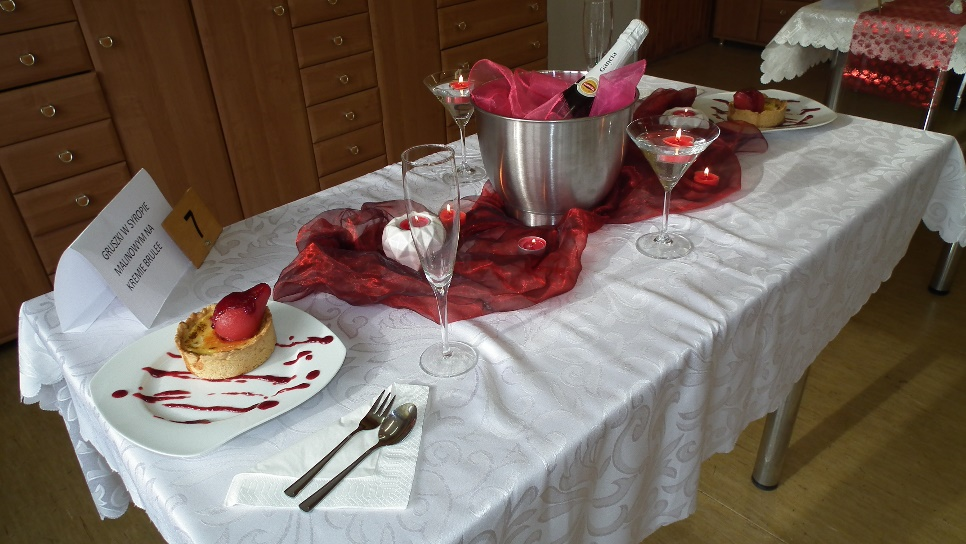 GRUSZKI W SYROPIE
MALINOWYM NA
KREMIE BRULEE
7